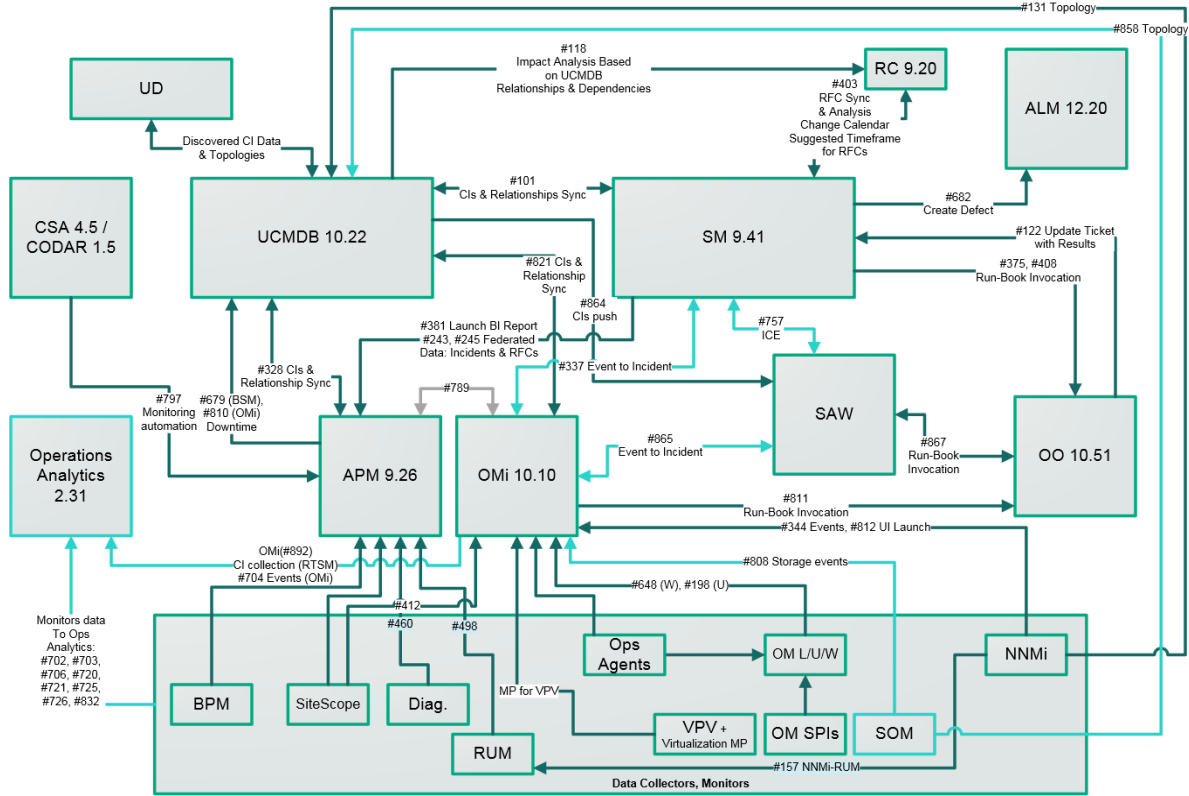 #131 Topology
#858 Topology
#118
Impact Analysis Based
on UCMDB
Relationships & Dependencies
RC 9.20
UD
#403
RFC Sync
& Analysis
Change Calendar
Suggested Timeframe
for RFCs
ALM 12.20
Discovered CI Data
& Topologies
#101
CIs & Relationships Sync
#682
Create Defect
CSA 4.5 /
CODAR 1.5
UCMDB 10.22
SM 9.41
#122 Update Ticket
with Results
#821 CIs &
Relationship
Sync
#375, #408
Run-Book Invocation
#864
CIs push
#381 Launch BI Report
#243, #245 Federated
Data: Incidents & RFCs
#757
ICE
#328 CIs &
Relationship Sync
#337 Event to Incident
#789
#797
Monitoring
automation
#679 (BSM),
#810 (OMi)
Downtime
SAW
Operations
Analytics
2.31
APM 9.26
OMi 10.10
#865
Event to Incident
#867
Run-Book
Invocation
OO 10.51
#811
Run-Book Invocation
#344 Events, #812 UI Launch
OMi(#892)
CI collection (RTSM)
#704 Events (OMi)
#808 Storage events
#648 (W), #198 (U)
Monitors data
To Ops
Analytics:
#702, #703,
#706, #720,
#721, #725,
#726, #832
#412
#460
#498
Ops
Agents
OM L/U/W
NNMi
BPM
SiteScope
Diag.
MP for VPV
RUM
VPV +
Virtualization MP
OM SPIs
SOM
#157 NNMi-RUM
Data Collectors, Monitors